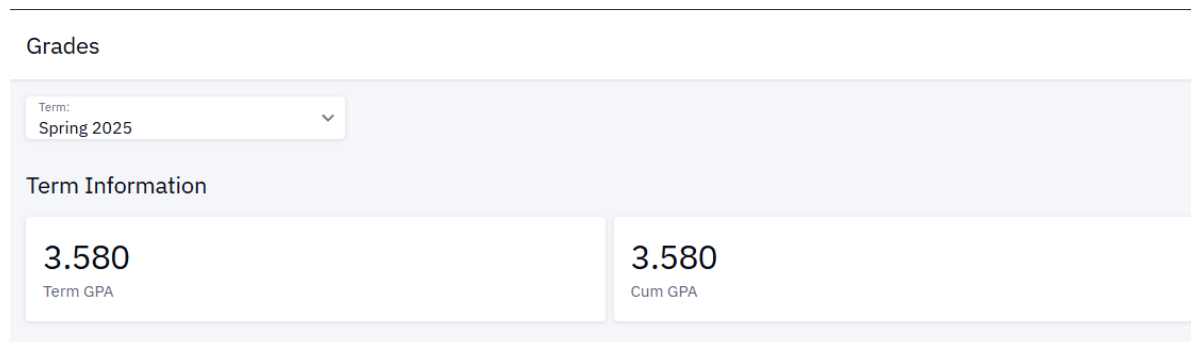 Grades
Term:
Spring 2025
Term Information
3.580
Term GPA
3.580
Cum GPA